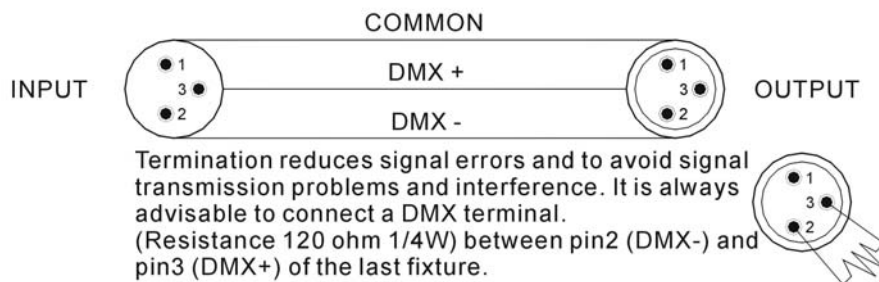 COMMON
1
1
INPUT
3
DMX +
3
OUTPUT
2
2
DMX -
Termination reduces signal errors and to avoid signal
transmission problems and interference. It is always
advisable to connect a DMX terminal.
(Resistance 120 ohm 1/4W) between pin2 (DMX-) and
pin3 (DMX+) of the last fixture.
1
3
2